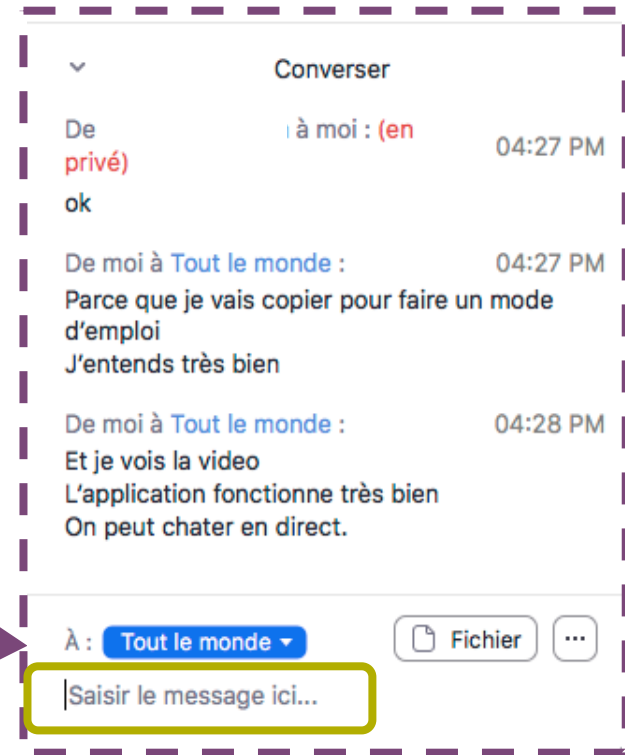 Converser
De à moi : (en
privé) 04:27 PM
ok
De moi à Tout le monde : 04:27 PM
Parce que je vais copier pour faire un mode
d'emploi
J'entends très bien
De moi à Tout le monde : 04:28 PM
Et je vois la video
L'application fonctionne très bien
On peut chater en direct.
À : Tout le monde Fichier ...
Saisir le message ici...